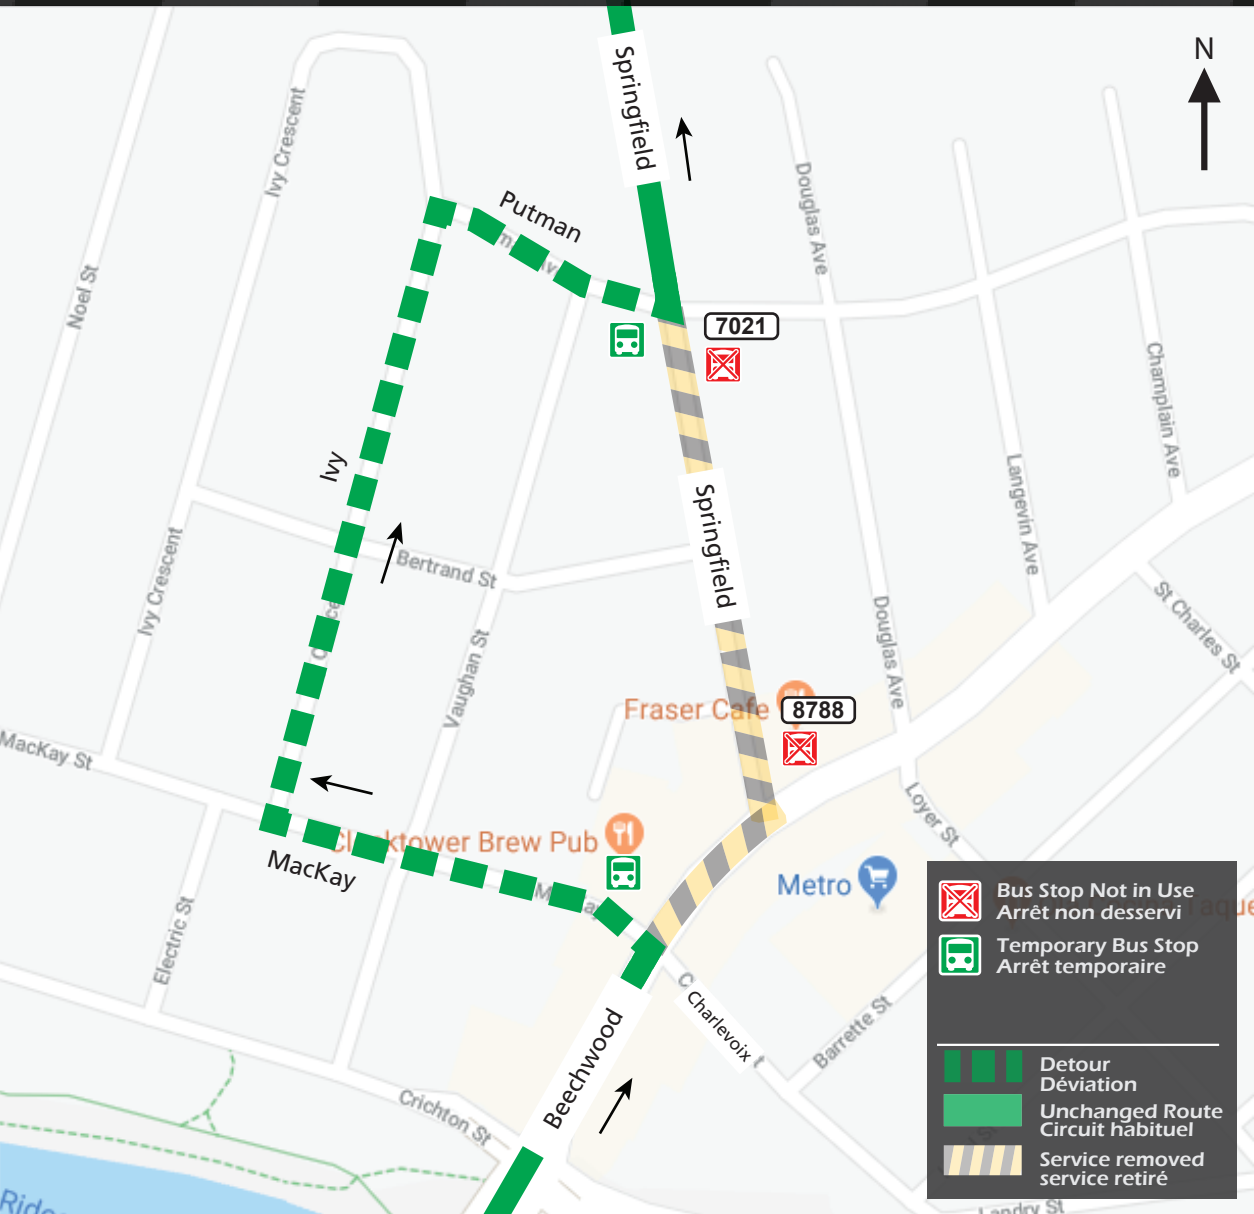 N
Springfield
Ivy Crescent
Putman
Douglas Ave
Noel St
7021
Champlain Ave
Ivy
Langevin Ave
Springfield
Bertrand St
Ivy Crescent
St Charles St
Douglas Ave
Vaughan St
Fraser Cafe
8788
MacKay St
Loyer St
Clocktower Brew Pub
MacKay
Metro
Electric St
Charlevoix
Barrette St
Beechwood
Crichton St
Landry St
Bus Stop Not in Use
Arrêt non desservi
Temporary Bus Stop
Arrêt temporaire
Detour
Déviation
Unchanged Route
Circuit habituel
Service removed
service retiré